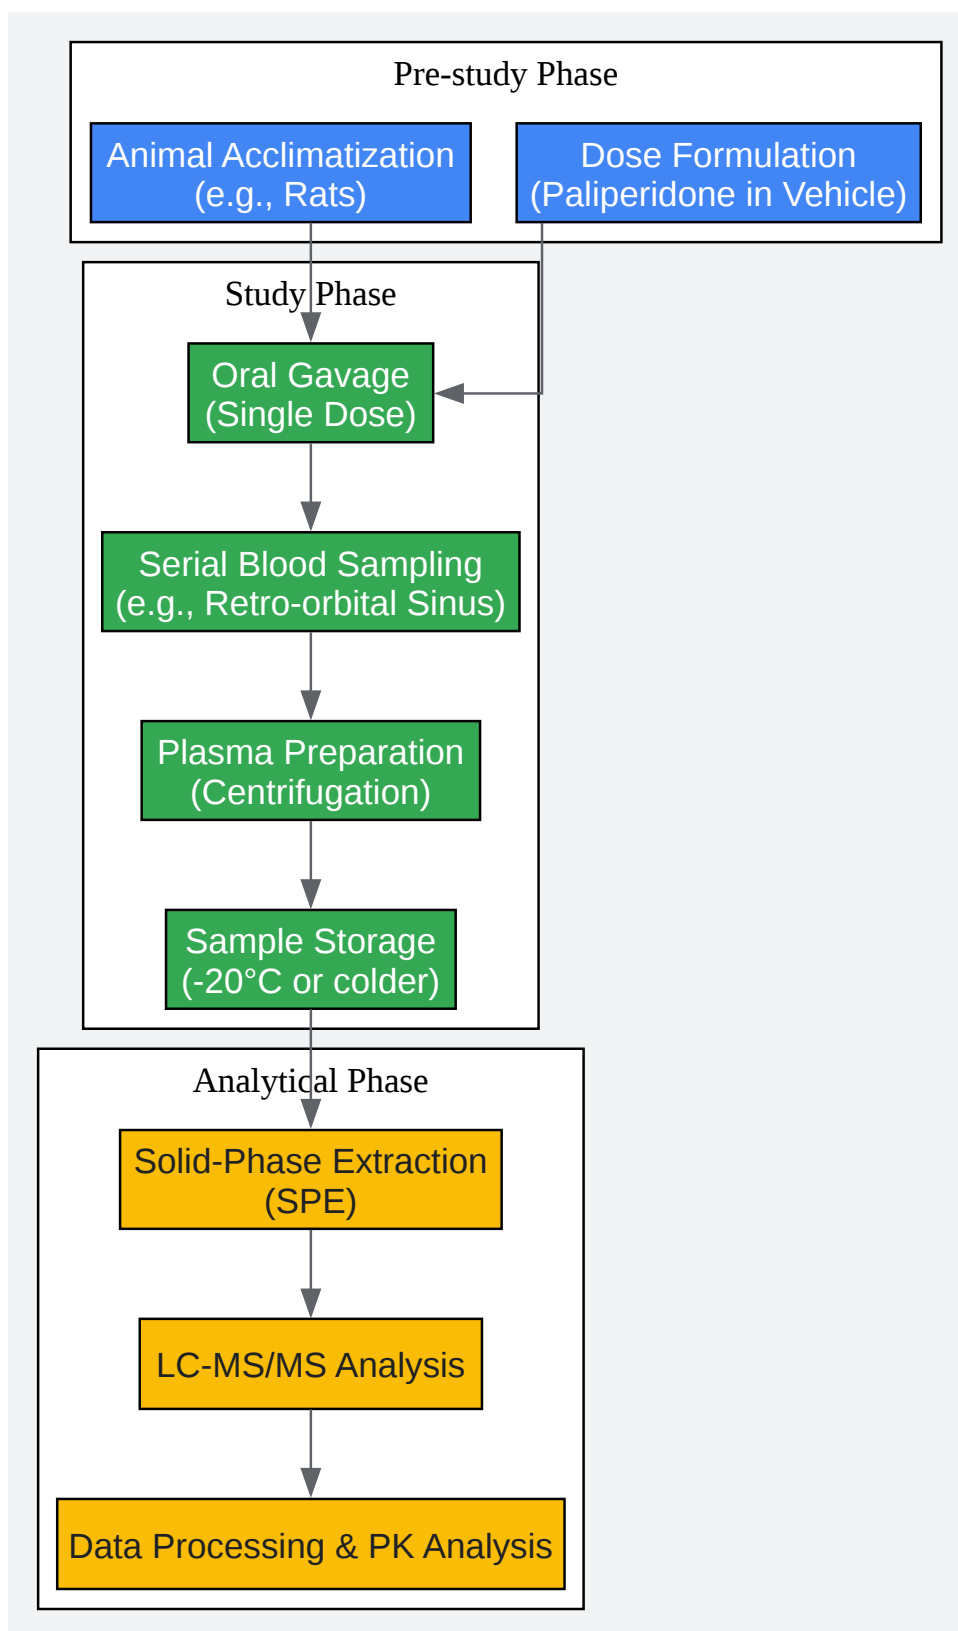 Pre-study Phase
Animal Acclimatization
(e.g., Rats)
Dose Formulation
(Paliperidone in Vehicle)
Study Phase
Oral Gavage
(Single Dose)
Serial Blood Sampling
(e.g., Retro-orbital Sinus)
Plasma Preparation
(Centrifugation)
Sample Storage
(-20°C or colder)
Analytical Phase
Solid-Phase Extraction
(SPE)
LC-MS/MS Analysis
Data Processing & PK Analysis